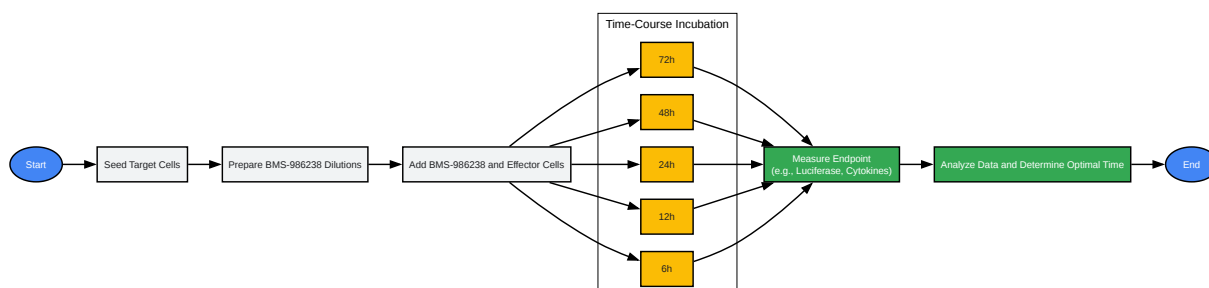 Start
Seed Target Cells
Prepare BMS-986238 Dilutions
Add BMS-986238 and Effector Cells
Time-Course Incubation
72h
48h
24h
12h
6h
Measure Endpoint
(e.g., Luciferase, Cytokines)
Analyze Data and Determine Optimal Time
End